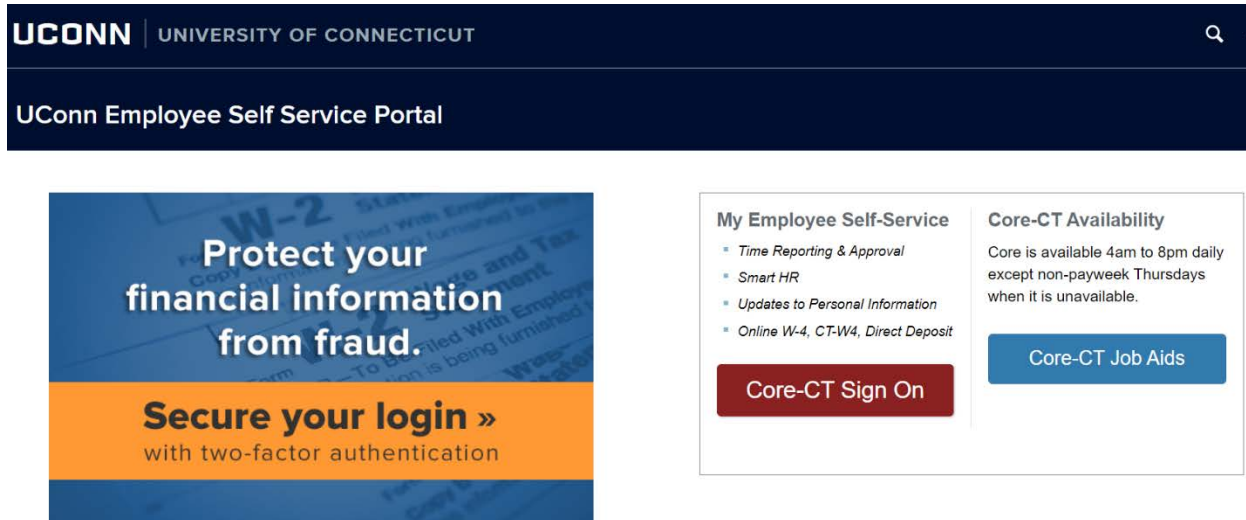 UCONN UNIVERSITY OF CONNECTICUT
UConn Employee Self Service Portal
Protect your
financial information
from fraud.
Secure your login »
with two-factor authentication
My Employee Self-Service
Time Reporting & Approval
Smart HR
Updates to Personal Information
Online W-4, CT-W4, Direct Deposit
Core-CT Sign On
Core-CT Availability
Core is available 4am to 8pm daily
except non-payweek Thursdays
when it is unavailable.
Core-CT Job Aids